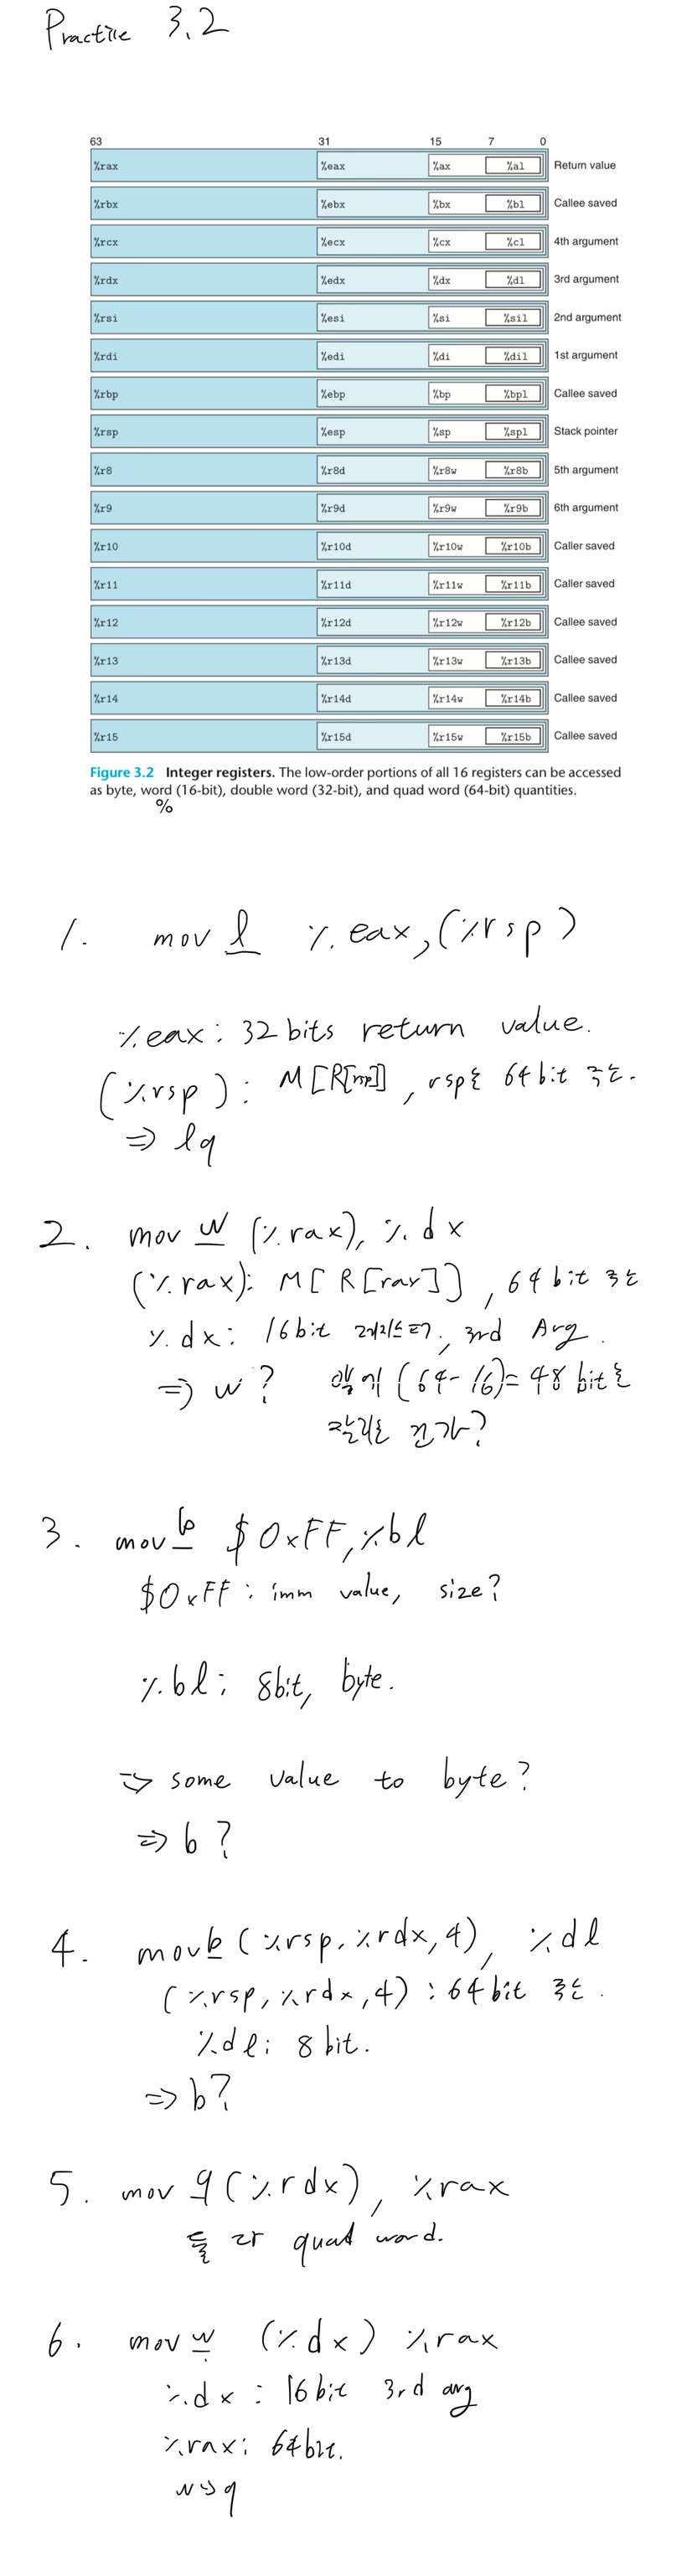 Practice 3.2
63 31 15 7 0
%rax %eax %ax %al Return value
%rbx %ebx %bx %bl Callee saved
%rcx %ecx %cx %cl 4th argument
%rdx %edx %dx %dl 3rd argument
%rsi %esi %si %sil 2nd argument
%rdi %edi %di %dil 1st argument
%rbp %ebp %bp %bpl Callee saved
%rsp %esp %sp %spl Stack pointer
%r8 %r8d %r8w %r8b 5th argument
%r9 %r9d %r9w %r9b 6th argument
%r10 %r10d %r10w %r10b Caller saved
%r11 %r11d %r11w %r11b Caller saved
%r12 %r12d %r12w %r12b Callee saved
%r13 %r13d %r13w %r13b Callee saved
%r14 %r14d %r14w %r14b Callee saved
%r15 %r15d %r15w %r15b Callee saved
Figure 3.2 Integer registers. The low-order portions of all 16 registers can be accessed
as byte, word (16-bit), double word (32-bit), and quad word (64-bit) quantities.
%
1. mov l %eax, (%rsp)
%eax: 32 bits return value.
(%rsp): M[R[rsp]], rsp는 64bit 주소.
⇒ lq
2. mov w (%rax), %dx
(%rax): M[R[rax]], 64bit 주소
%dx: 16bit 레지스터, 3rd Arg.
⇒ w? 앞에 (64-16)=48bit는
잘리는 건가?
3. mov b $0xFF, %bl
$0xFF: imm value, size?
%bl: 8bit, byte.
⇒ some value to byte?
⇒ b?
4. movb (%rsp, %rdx, 4), %dl
(%rsp, %rdx, 4): 64bit 주소.
%dl: 8bit.
⇒ b?
5. mov q (%rdx), %rax
둘 다 quad word.
6. mov w (%dx) %rax
%dx: 16bit 3rd arg
%rax: 64bit.
w→q